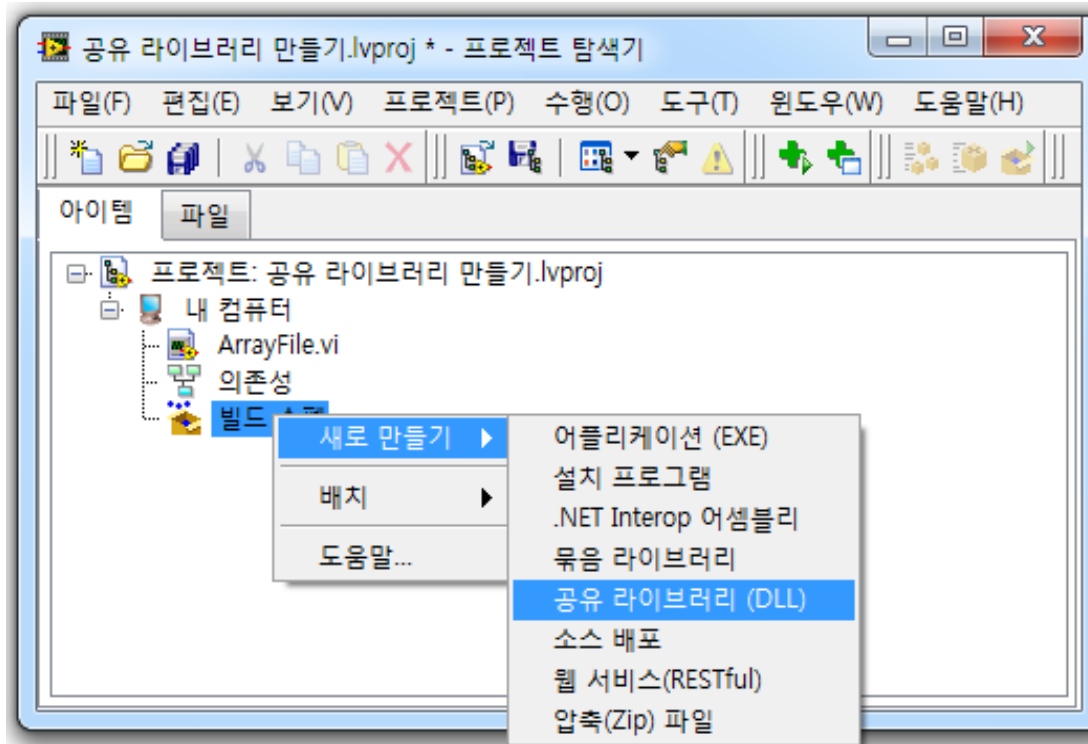 공유 라이브러리 만들기.lvproj * - 프로젝트 탐색기
파일(F) 편집(E) 보기(V) 프로젝트(P) 수행(O) 도구(T) 윈도우(W) 도움말(H)
아이템 파일
프로젝트: 공유 라이브러리 만들기.lvproj
내 컴퓨터
ArrayFile.vi
의존성
빌드
새로 만들기
배치
도움말...
어플리케이션 (EXE)
설치 프로그램
.NET Interop 어셈블리
묶음 라이브러리
공유 라이브러리 (DLL)
소스 배포
웹 서비스(RESTful)
압축(Zip) 파일